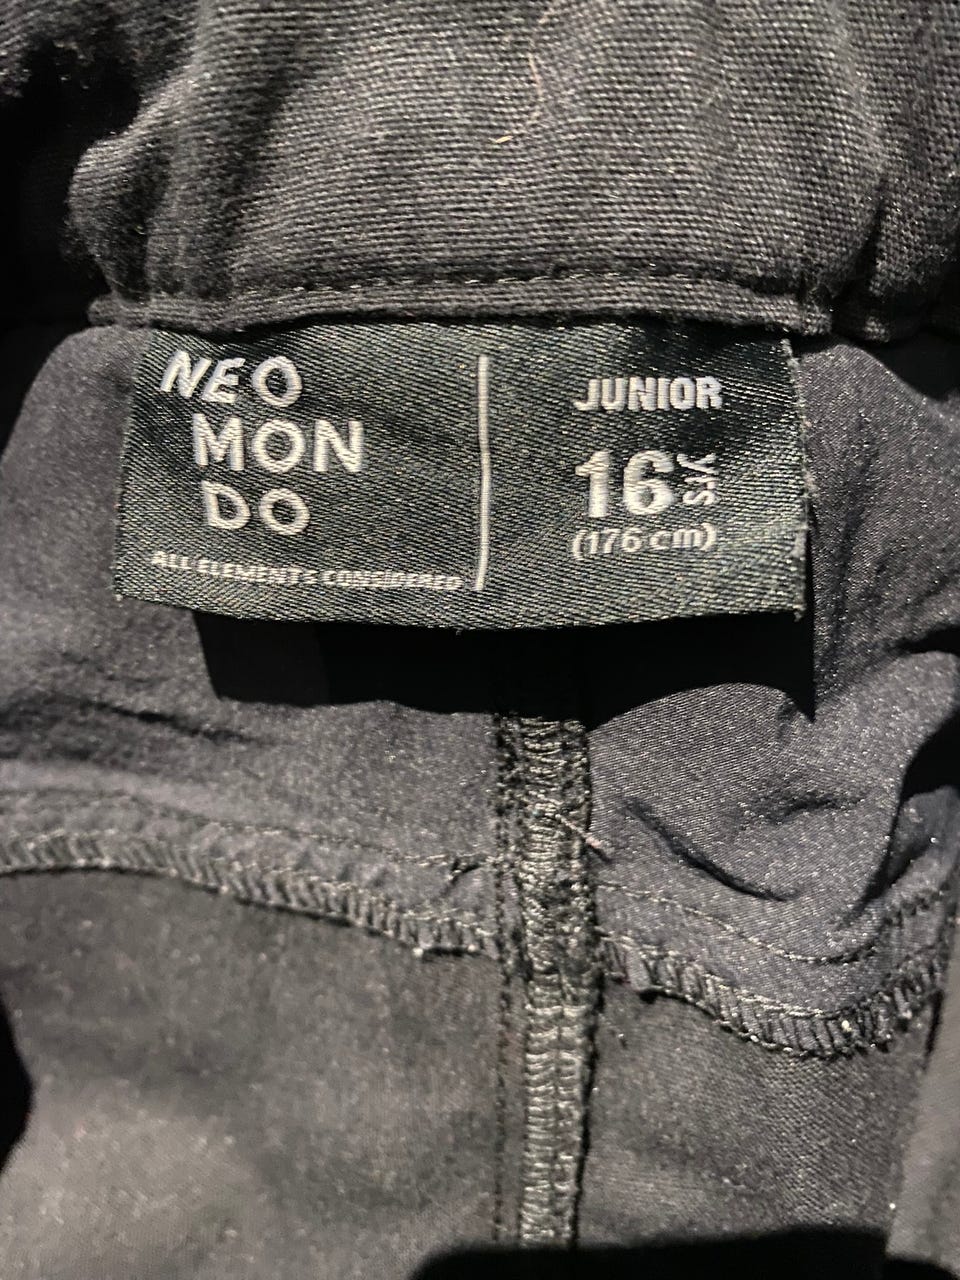 NEO
MON
DO
ALL ELEMENTS CONSIDERED
JUNIOR
16 YRS
(176 cm)